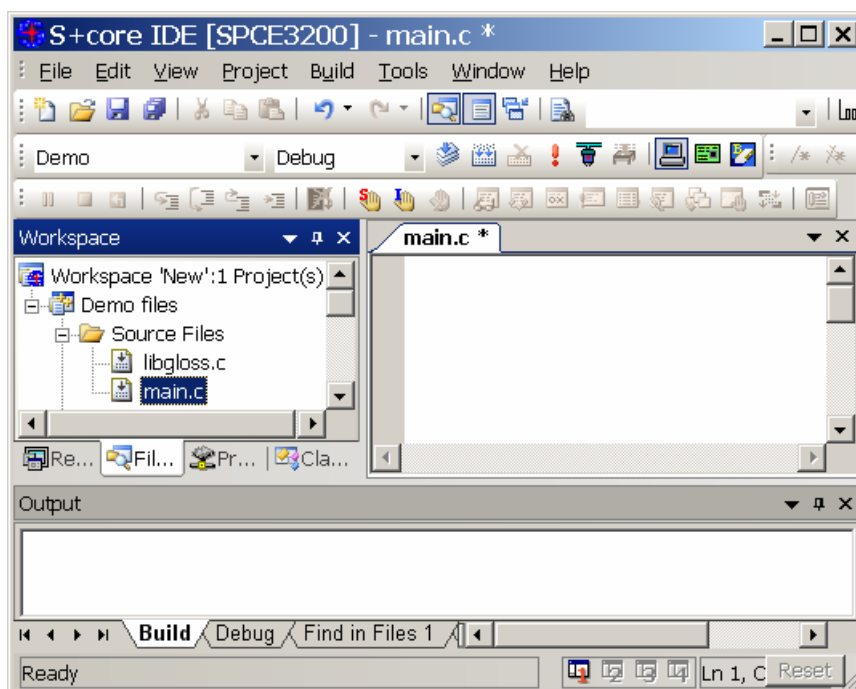 S+core IDE [SPCE3200] - main.c *
File Edit View Project Build Tools Window Help
Demo Debug
Workspace
main.c *
Workspace 'New':1 Project(s)
Demo files
Source Files
libgloss.c
main.c
Re... Fil... Pr... Cla...
Output
Build Debug Find in Files 1
Ready Ln 1, C Reset